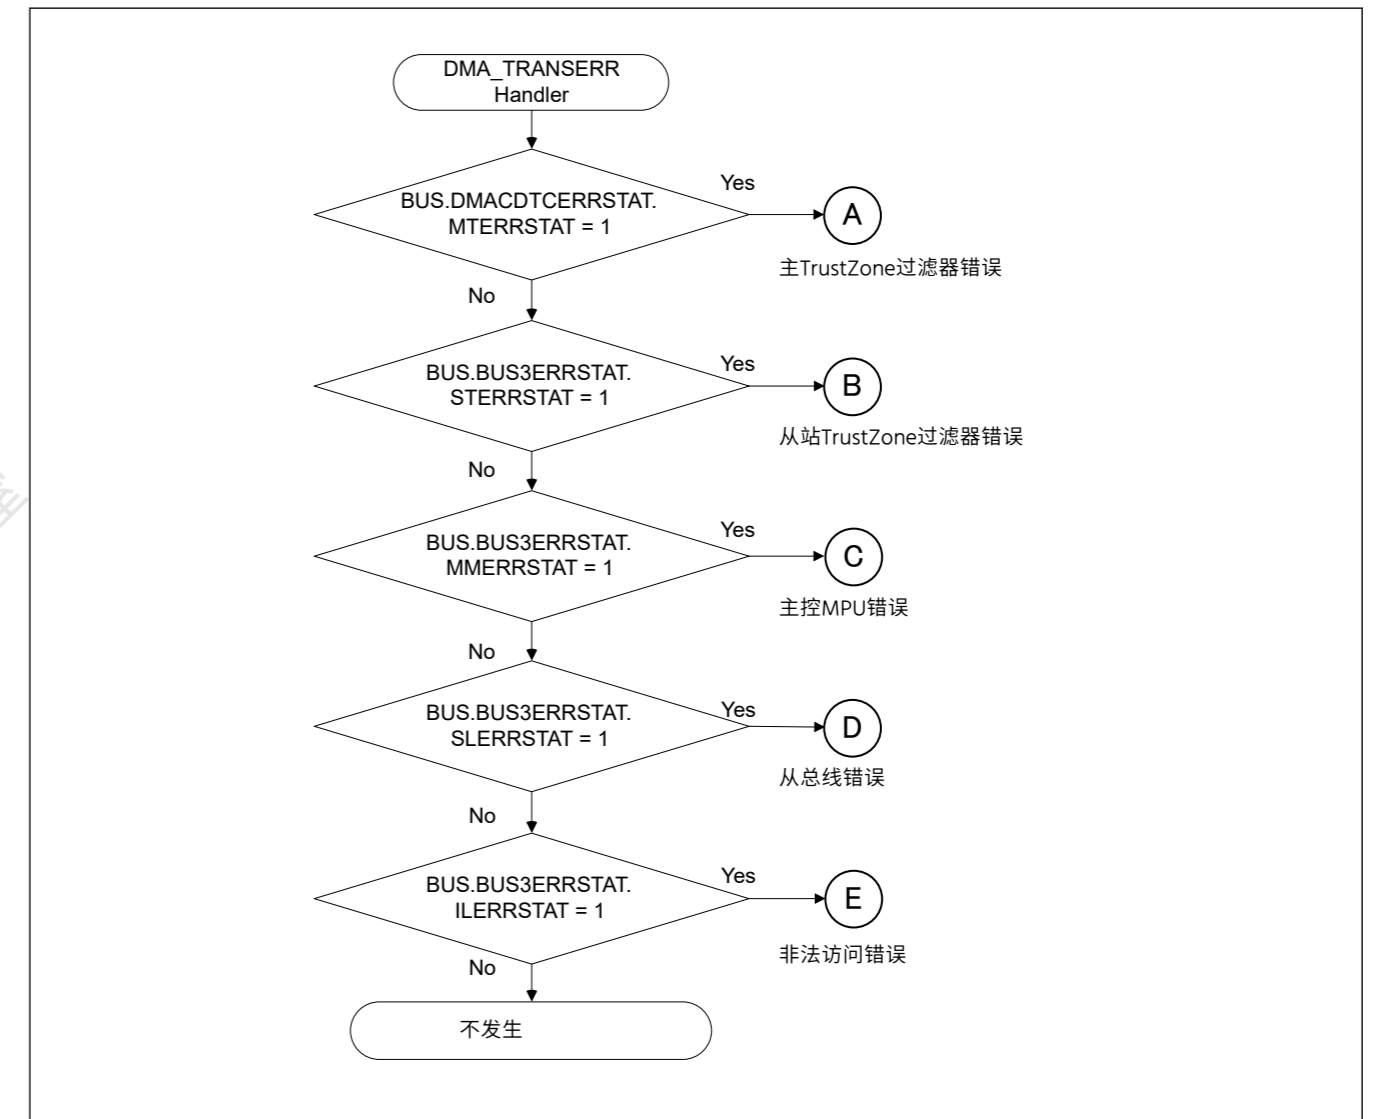 DMA_TRANSERR
Handler
BUS.DMACDTCERRSTAT.
MTERRSTAT = 1
Yes
A
主TrustZone过滤器错误
No
BUS.BUS3ERRSTAT.
STERRSTAT = 1
Yes
B
从站TrustZone过滤器错误
No
BUS.BUS3ERRSTAT.
MMERRSTAT = 1
Yes
C
主控MPU错误
No
BUS.BUS3ERRSTAT.
SLERRSTAT = 1
Yes
D
从总线错误
No
BUS.BUS3ERRSTAT.
ILERRSTAT = 1
Yes
E
非法访问错误
No
不发生